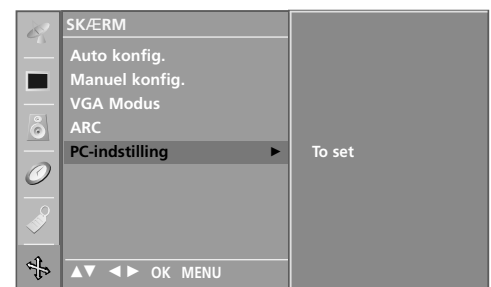 SKÆRM
Auto konfig.
Manuel konfig.
VGA Modus
ARC
PC-indstilling ► To set
▲▼ ◄► OK MENU